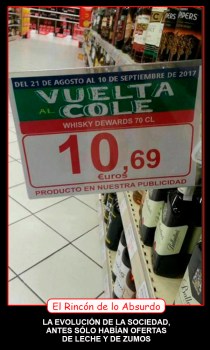 DEL 21 DE AGOSTO AL 10 DE SEPTIEMBRE DE 2017
VUELTA
AL COLE
WHISKY DEWARDS 70 CL
10,69
€uros
PRODUCTO EN NUESTRA PUBLICIDAD
El Rincón de lo Absurdo
LA EVOLUCIÓN DE LA SOCIEDAD,
ANTES SÓLO HABÍAN OFERTAS
DE LECHE Y DE ZUMOS